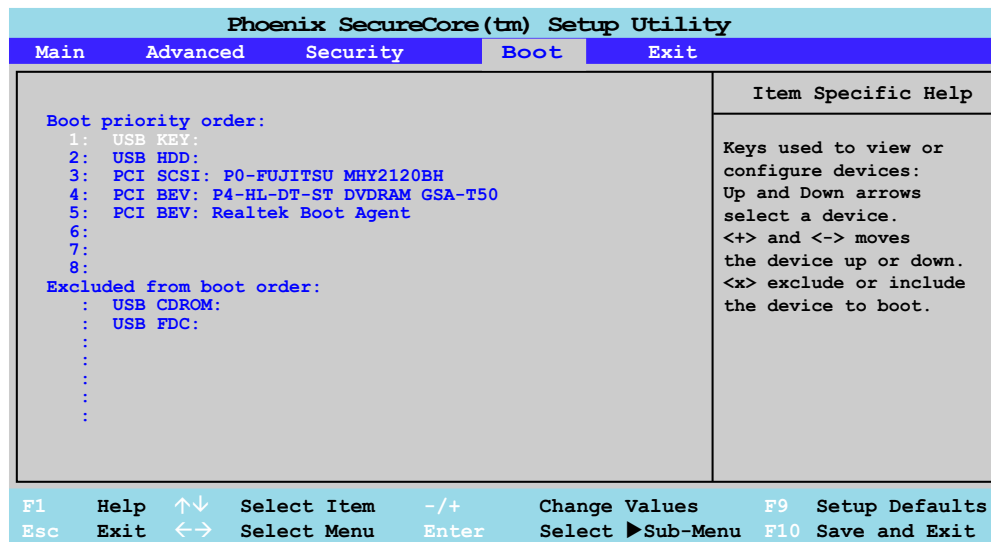 Phoenix SecureCore(tm) Setup Utility
Main Advanced Security Boot Exit
Boot priority order:
1: USB KEY:
2: USB HDD:
3: PCI SCSI: P0-FUJITSU MHY2120BH
4: PCI BEV: P4-HL-DT-ST DVDRAM GSA-T50
5: PCI BEV: Realtek Boot Agent
6:
7:
8:
Excluded from boot order:
: USB CDROM:
: USB FDC:
:
:
:
:
:
Item Specific Help
Keys used to view or
configure devices:
Up and Down arrows
select a device.
<+> and <-> moves
the device up or down.
<x> exclude or include
the device to boot.
F1 Help ↑↓ Select Item -/+ Change Values F9 Setup Defaults
Esc Exit ←→ Select Menu Enter Select ▶Sub-Menu F10 Save and Exit